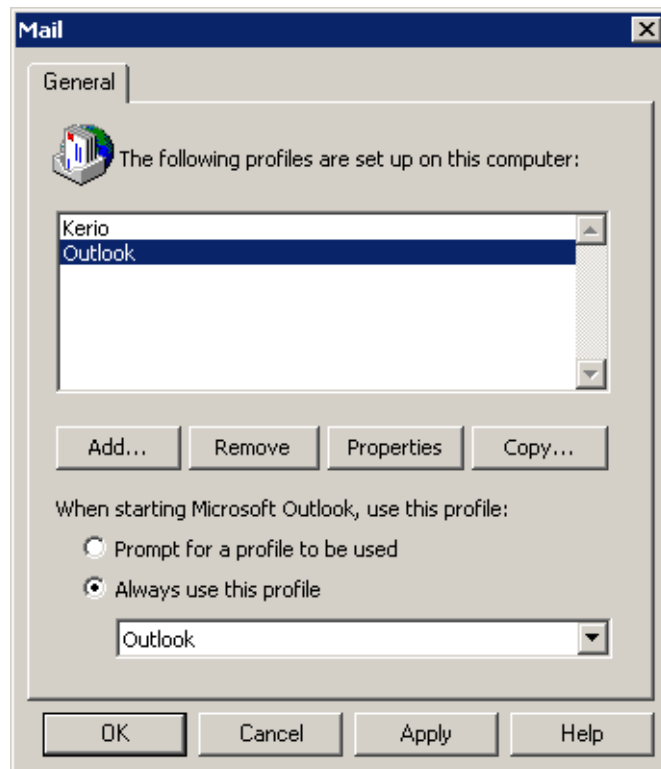 Mail
General
The following profiles are set up on this computer:
Kerio
Outlook
Add... Remove Properties Copy...
When starting Microsoft Outlook, use this profile:
Prompt for a profile to be used
Always use this profile
Outlook
OK Cancel Apply Help